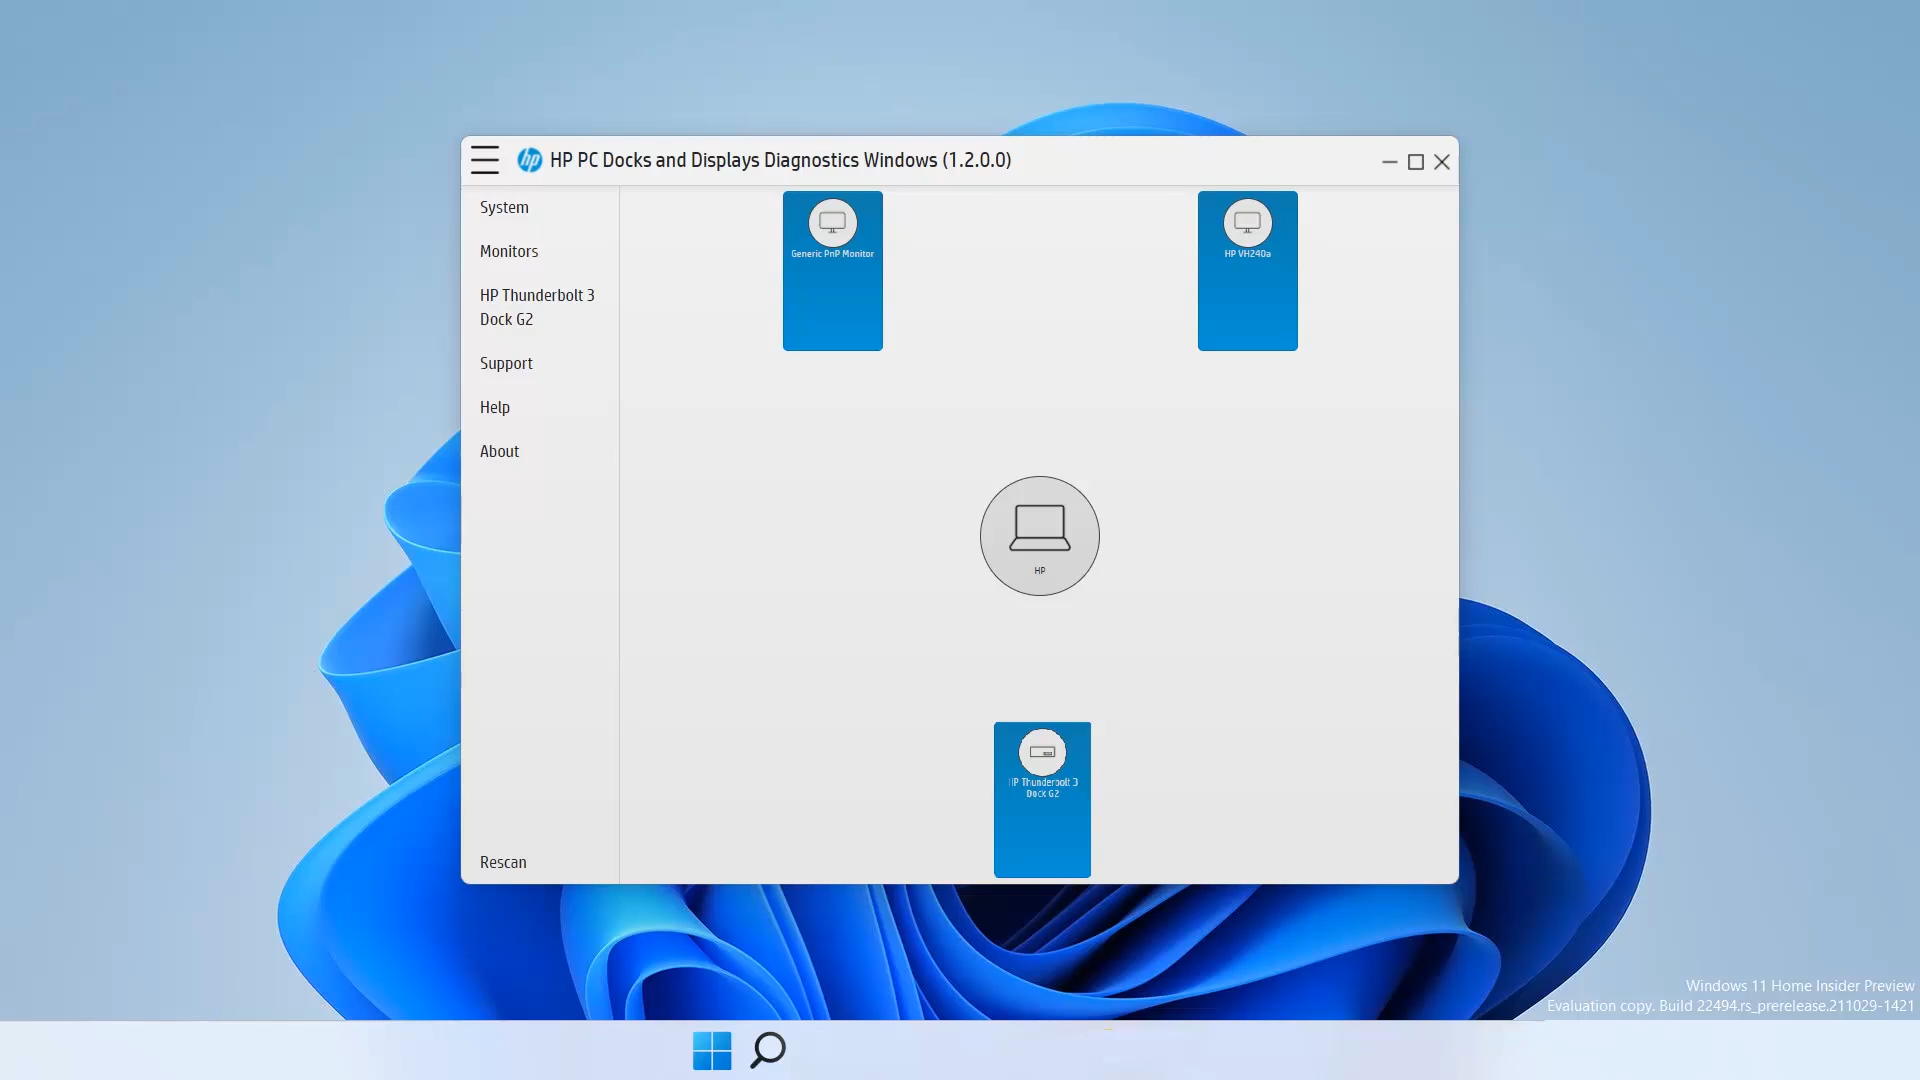 hp HP PC Docks and Displays Diagnostics Windows (1.2.0.0)
System
Monitors
HP Thunderbolt 3
Dock G2
Support
Help
About
Rescan
Generic PnP Monitor
HP VH240a
HP
HP Thunderbolt 3
Dock G2
Windows 11 Home Insider Preview
Evaluation copy. Build 22494.rs_prerelease.211029-1421